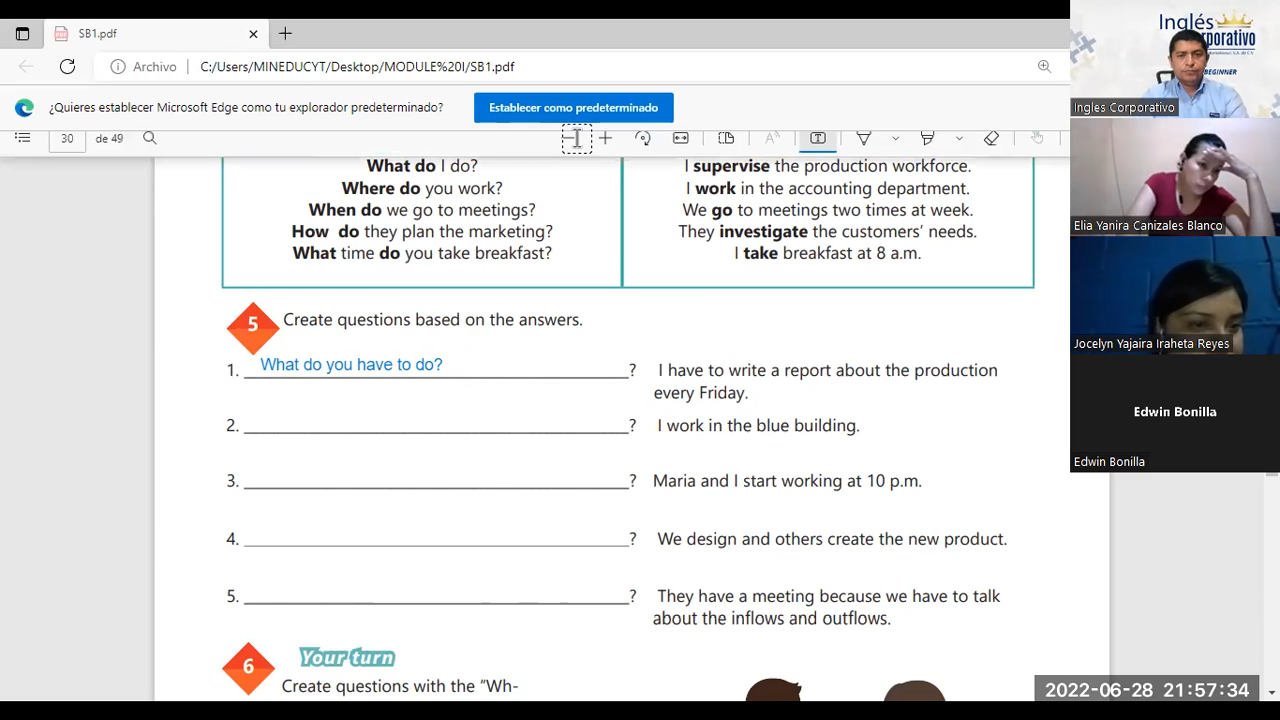 SB1.pdf
Archivo C:/Users/MINEDUCYT/Desktop/MODULE%20I/SB1.pdf
¿Quieres establecer Microsoft Edge como tu explorador predeterminado? Establecer como predeterminado
30 de 49
What do I do? I supervise the production workforce.
Where do you work? I work in the accounting department.
When do we go to meetings? We go to meetings two times at week.
How do they plan the marketing? They investigate the customers’ needs.
What time do you take breakfast? I take breakfast at 8 a.m.
5 Create questions based on the answers.
1. What do you have to do? ? I have to write a report about the production
every Friday.
2. ? I work in the blue building.
3. ? Maria and I start working at 10 p.m.
4. ? We design and others create the new product.
5. ? They have a meeting because we have to talk
about the inflows and outflows.
6 Your turn
Create questions with the “Wh-
Inglés
BEGINNER
Ingles Corporativo
Elia Yanira Canizales Blanco
Jocelyn Yajaira Iraheta Reyes
Edwin Bonilla
Edwin Bonilla
2022-06-28 21:57:34